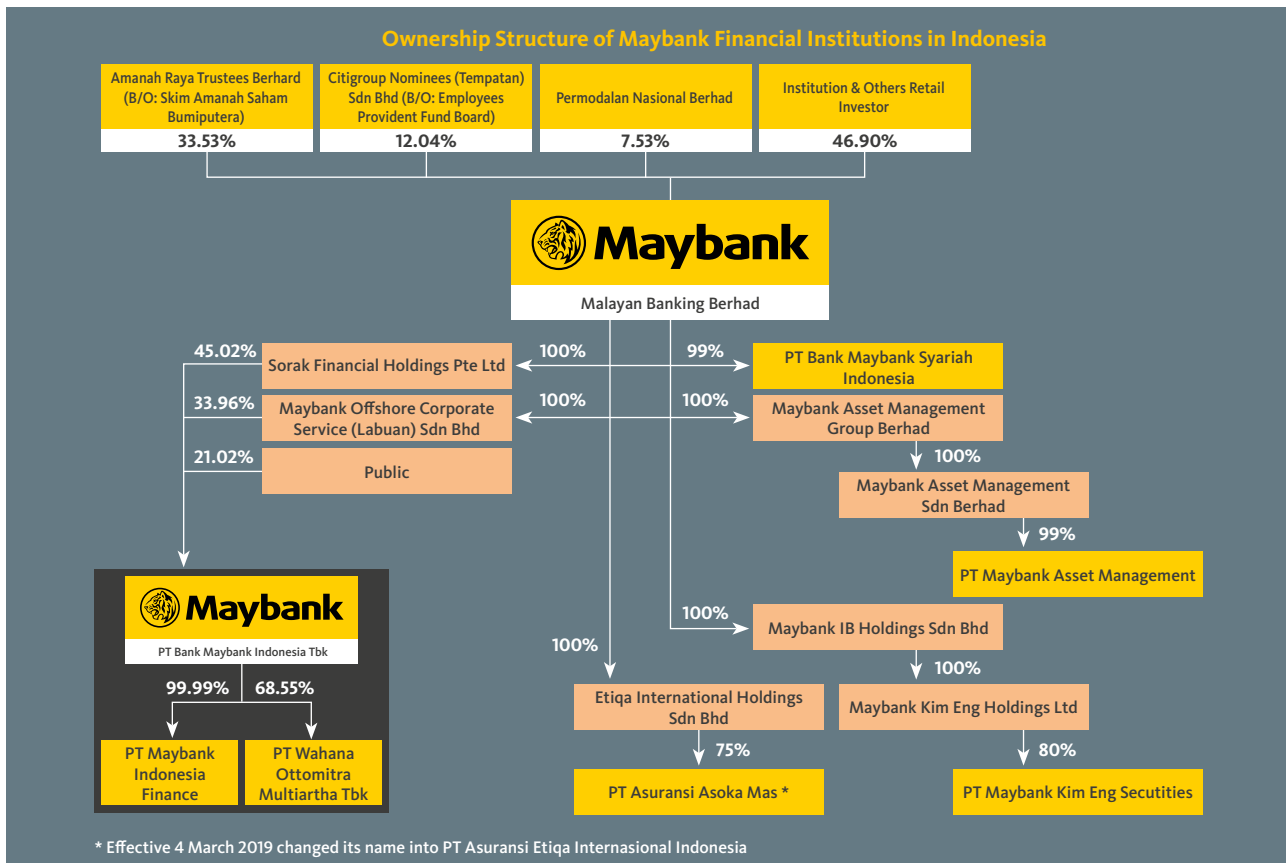 Ownership Structure of Maybank Financial Institutions in Indonesia
Amanah Raya Trustees Berhard
(B/O: Skim Amanah Saham
Bumiputera)
33.53%
Citigroup Nominees (Tempatan)
Sdn Bhd (B/O: Employees
Provident Fund Board)
12.04%
Permodalan Nasional Berhad
7.53%
Institution & Others Retail
Investor
46.90%
Maybank
Malayan Banking Berhad
45.02%
Sorak Financial Holdings Pte Ltd
100%
99%
PT Bank Maybank Syariah
Indonesia
33.96%
Maybank Offshore Corporate
Service (Labuan) Sdn Bhd
100%
100%
Maybank Asset Management
Group Berhad
21.02%
Public
100%
Maybank Asset Management
Sdn Berhad
99%
PT Maybank Asset Management
Maybank
PT Bank Maybank Indonesia Tbk
99.99%
68.55%
PT Maybank
Indonesia
Finance
PT Wahana
Ottomitra
Multiartha Tbk
100%
Maybank IB Holdings Sdn Bhd
100%
100%
Etiqa International Holdings
Sdn Bhd
Maybank Kim Eng Holdings Ltd
75%
80%
PT Asuransi Asoka Mas *
PT Maybank Kim Eng Secutities
* Effective 4 March 2019 changed its name into PT Asuransi Etiqa Internasional Indonesia